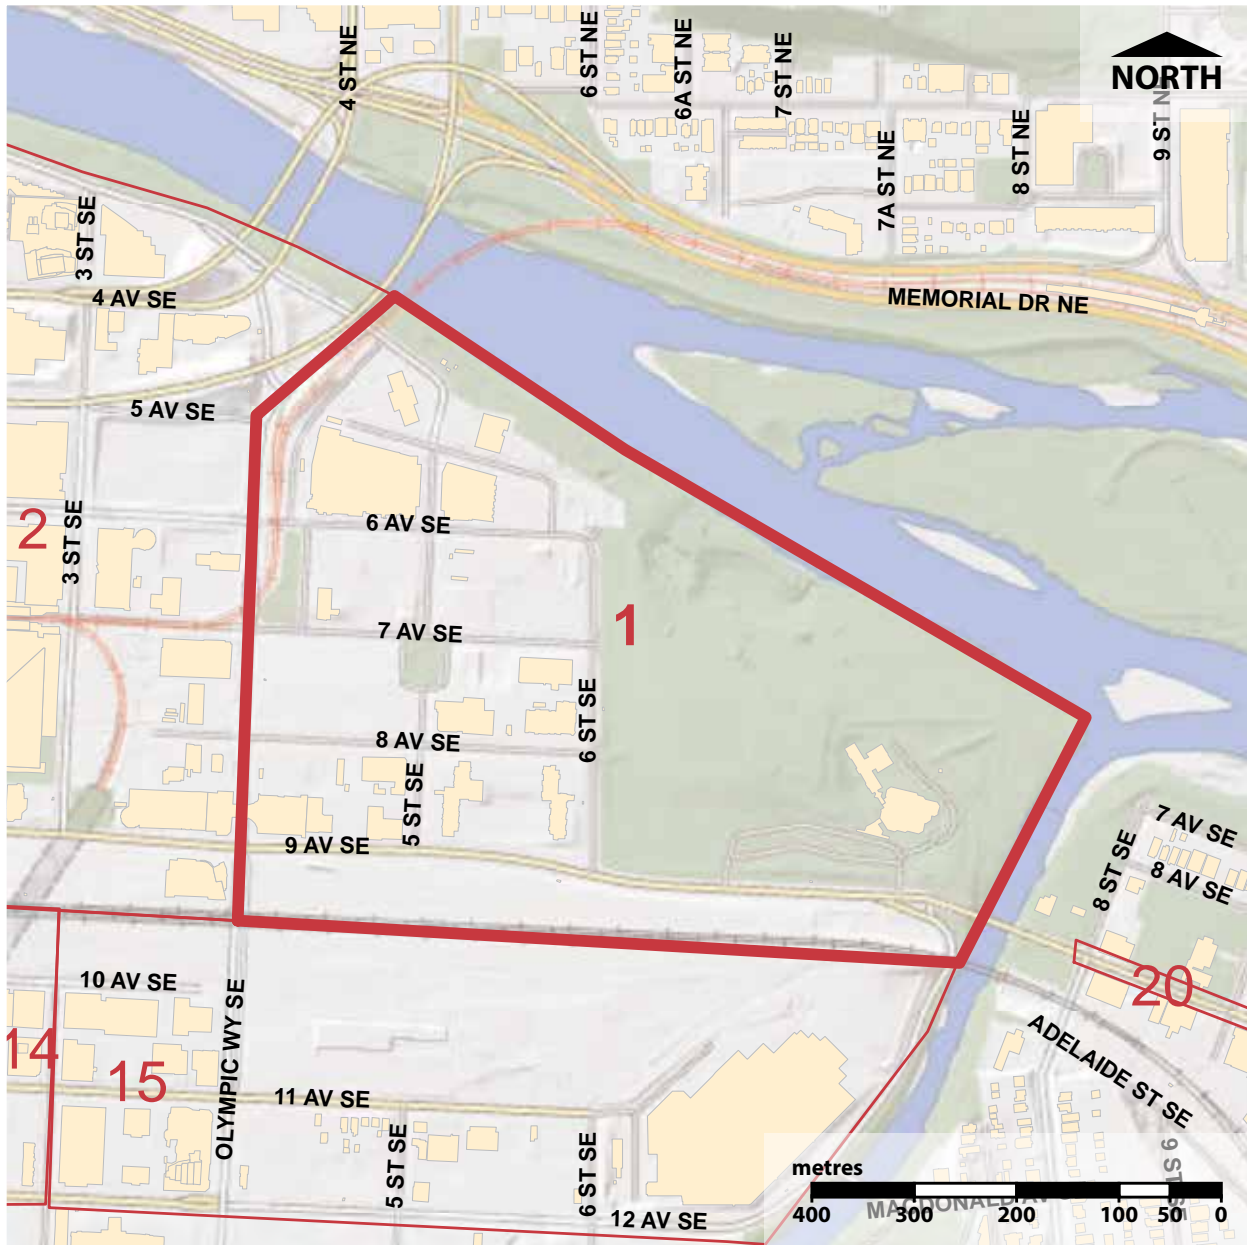 4 ST NE
6 ST NE
6A ST NE
7 ST NE
NORTH
9 ST NE
8 ST NE
7A ST NE
3 ST SE
4 AV SE
MEMORIAL DR NE
5 AV SE
2
3 ST SE
6 AV SE
1
7 AV SE
6 ST SE
8 AV SE
5 ST SE
9 AV SE
7 AV SE
8 ST SE
8 AV SE
10 AV SE
OLYMPIC WY SE
20
14
15
ADELAIDE ST SE
11 AV SE
5 ST SE
6 ST SE
12 AV SE
metres
400 300 200 100 50 0